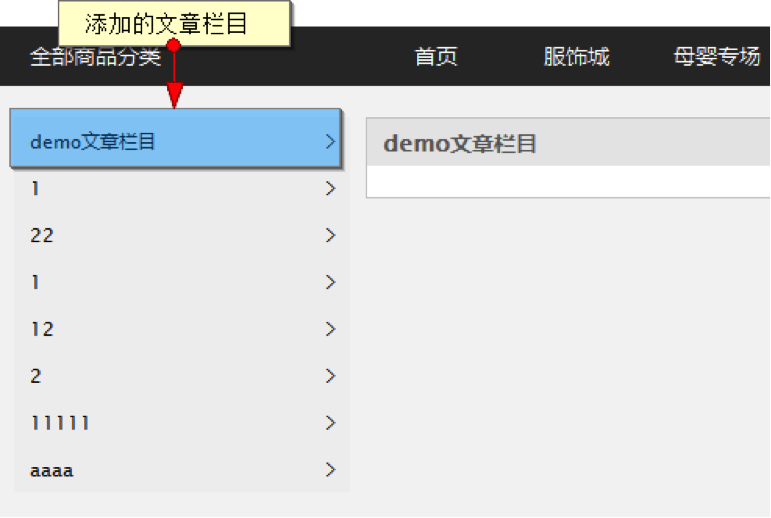 添加的文章栏目
全部商品分类 首页 服饰城 母婴专场
demo文章栏目 >
demo文章栏目
1 >
22 >
1 >
12 >
2 >
11111 >
aaaa >